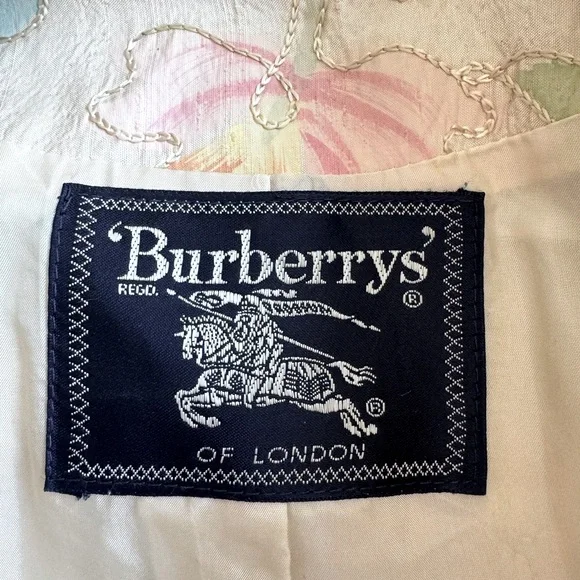 'Burberrys'
REGD. ®
®
OF LONDON